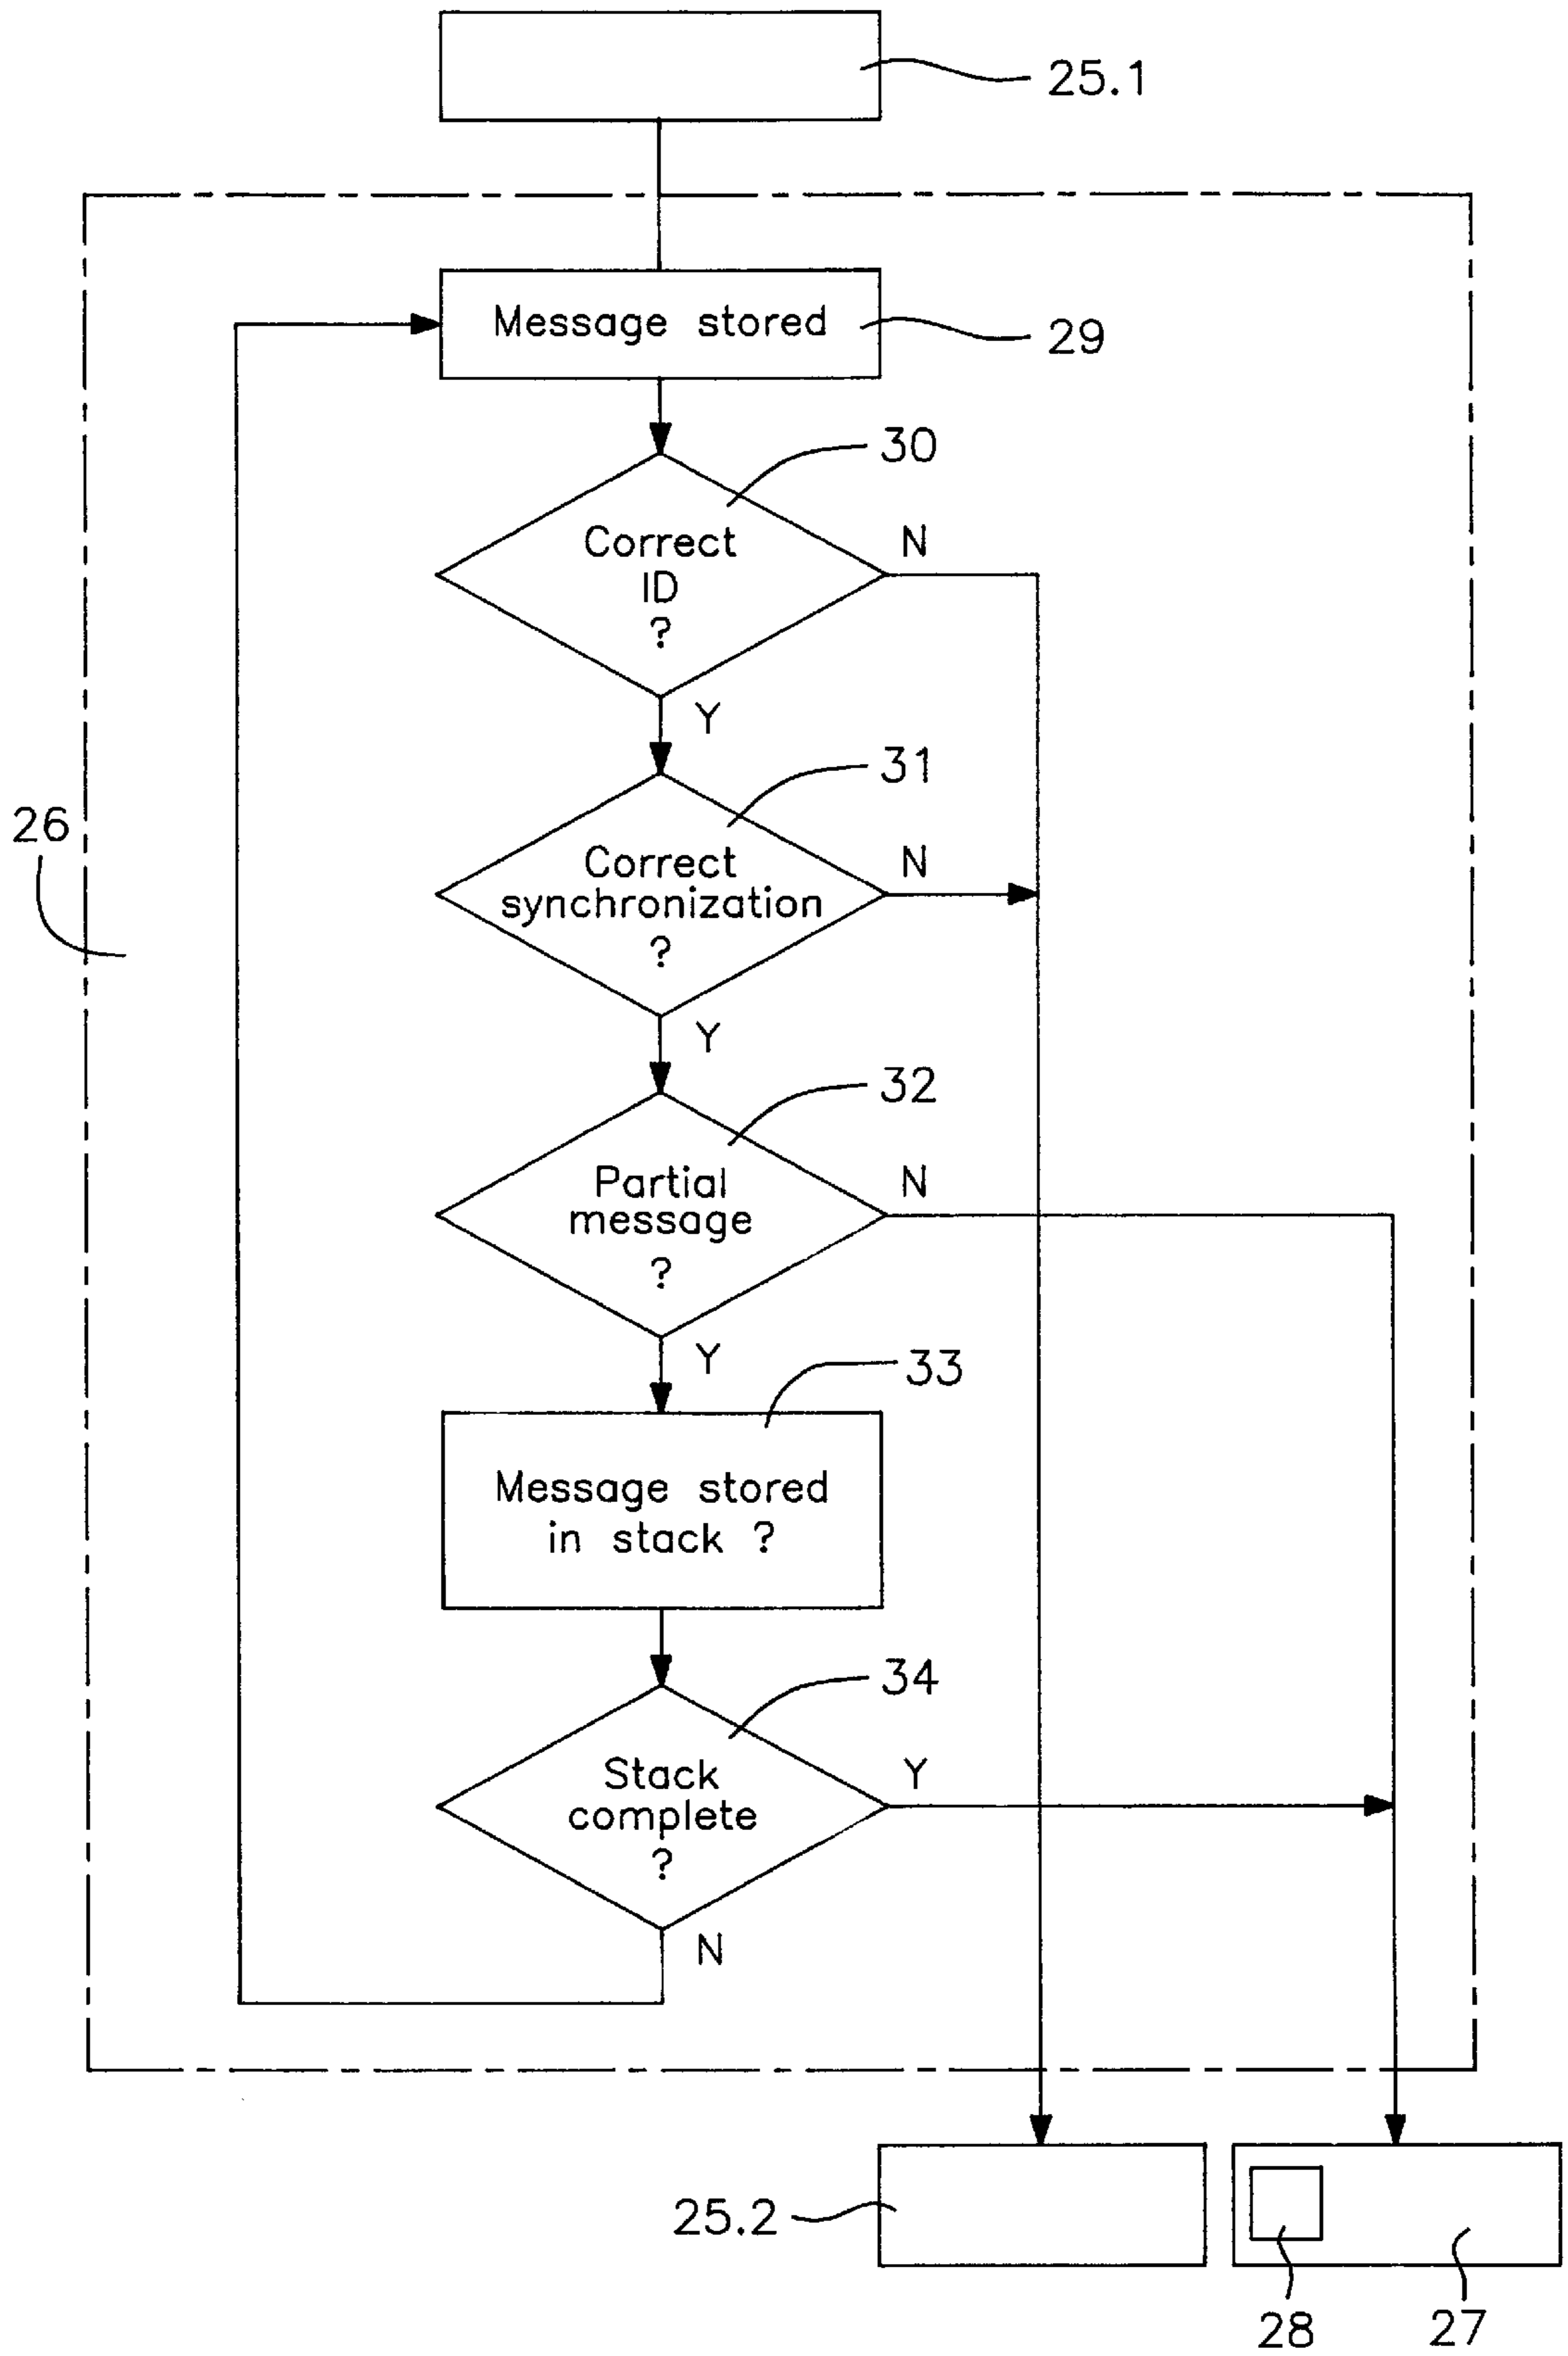 25.1
Message stored
29
30
Correct
ID
?
N
Y
31
26
Correct
synchronization
?
N
Y
32
Partial
message
?
N
Y
33
Message stored
in stack ?
34
Stack
complete
?
Y
N
25.2
28
27